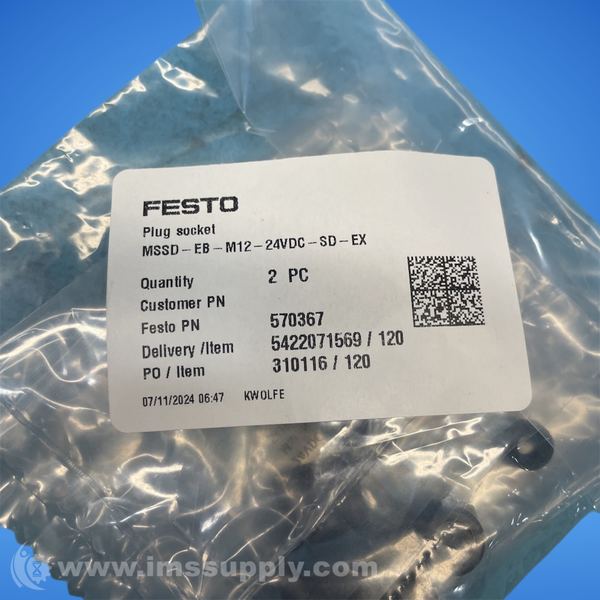 FESTO
Plug socket
MSSD-EB-M12-24VDC-SD-EX
Quantity 2 PC
Customer PN
Festo PN 570367
Delivery /Item 5422071569 / 120
PO / Item 310116 / 120
07/11/2024 06:47 KWOLFE
www.imssupply.com